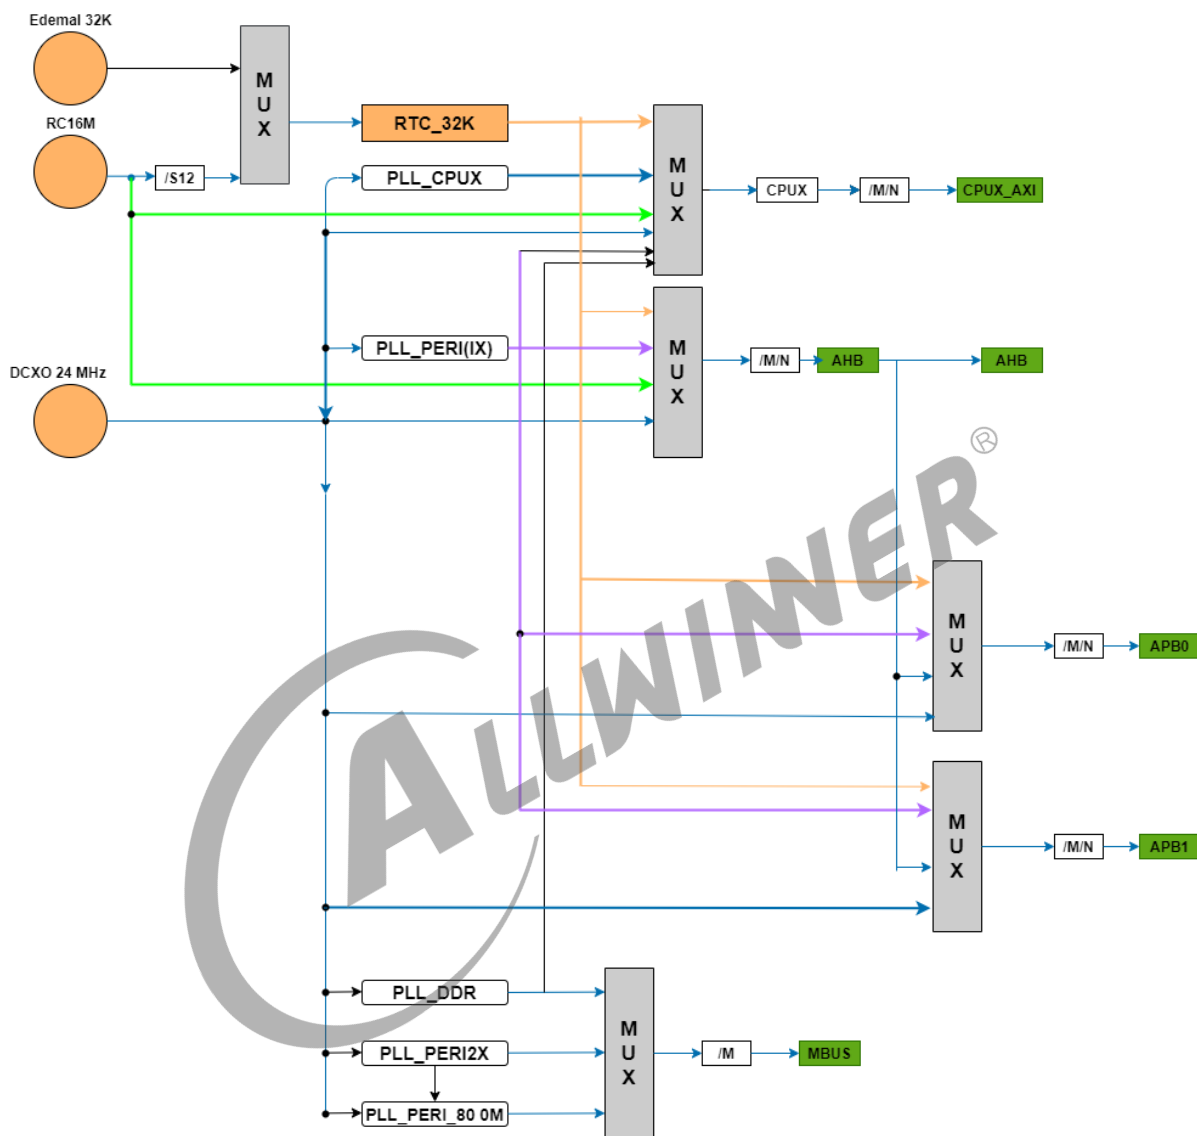 Edemal 32K
M
U
X
RC16M
/S12
RTC_32K
PLL_CPUX
M
U
X
CPUX
/M/N
CPUX_AXI
PLL_PERI(IX)
M
U
X
/M/N
AHB
AHB
DCXO 24 MHz
ALLWINNER®
M
U
X
/M/N
APB0
M
U
X
/M/N
APB1
PLL_DDR
M
U
X
PLL_PERI2X
/M
MBUS
PLL_PERI_80 0M